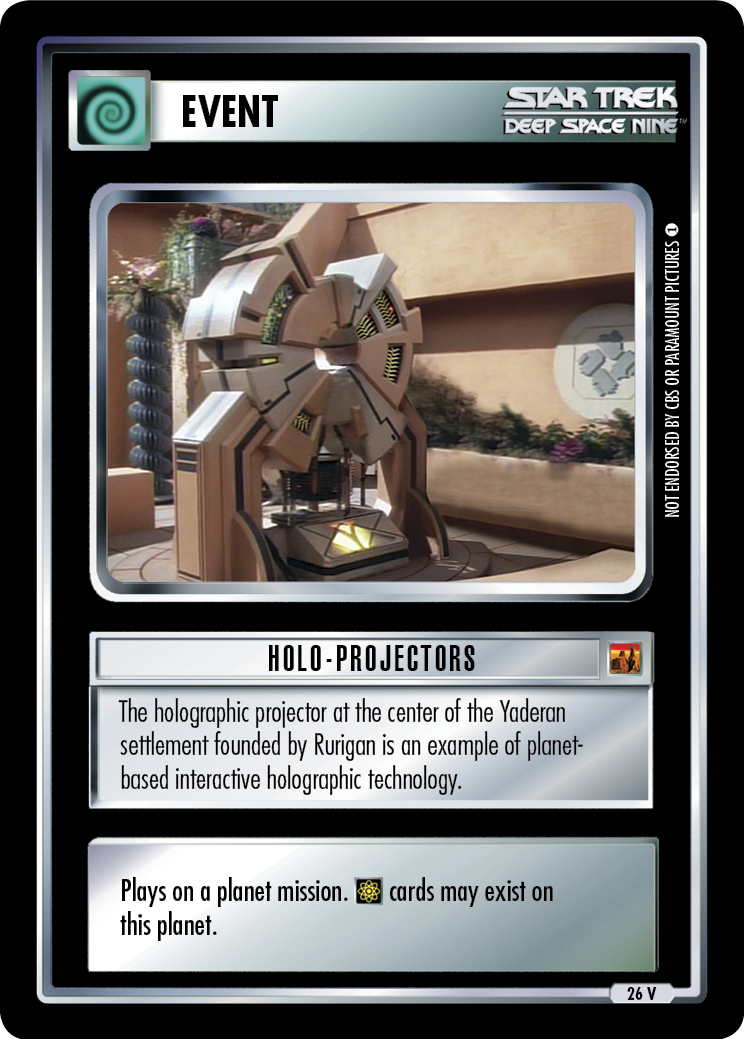 EVENT
STAR TREK
DEEP SPACE NINE™
NOT ENDORSED BY CBS OR PARAMOUNT PICTURES 1
HOLO-PROJECTORS
The holographic projector at the center of the Yaderan
settlement founded by Rurigan is an example of planet-
based interactive holographic technology.
Plays on a planet mission. cards may exist on
this planet.
26 V